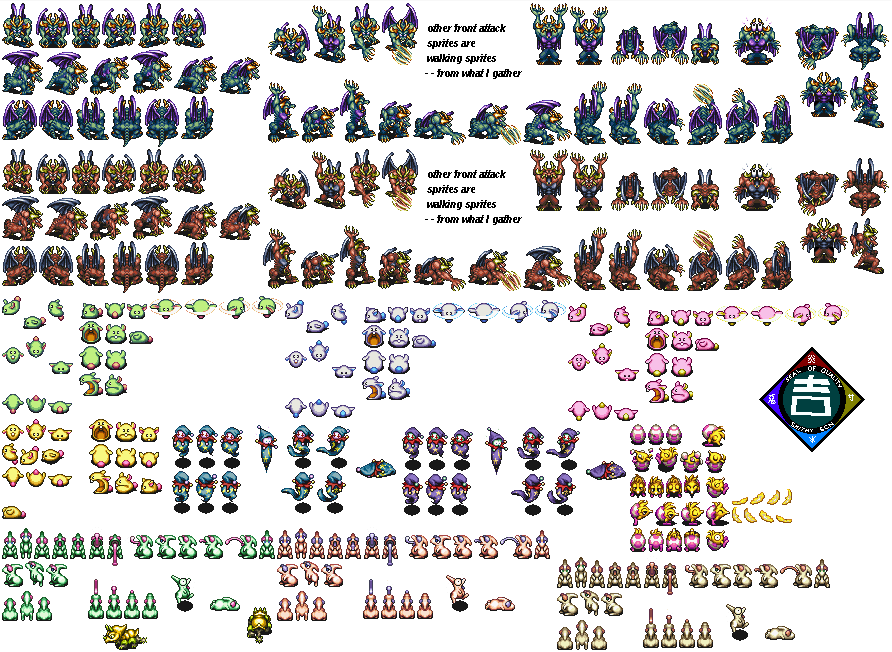 other front attack
sprites are
walking sprites
-- from what I gather
other front attack
sprites are
walking sprites
-- from what I gather
SEAL OF QUALITY
吉